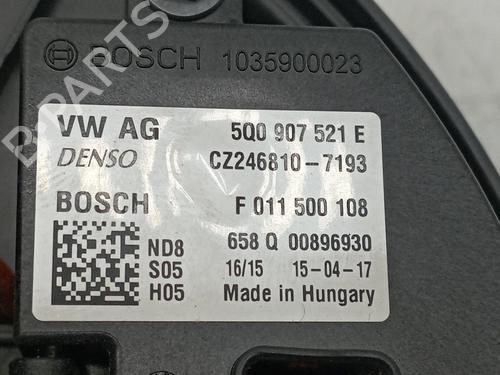 BOSCH 1035900023
B-PARTS
VW AG 5Q0 907 521 E
DENSO CZ246810-7193
BOSCH F 011 500 108
ND8 658 Q 00896930
S05 16/15 15-04-17
H05 Made in Hungary